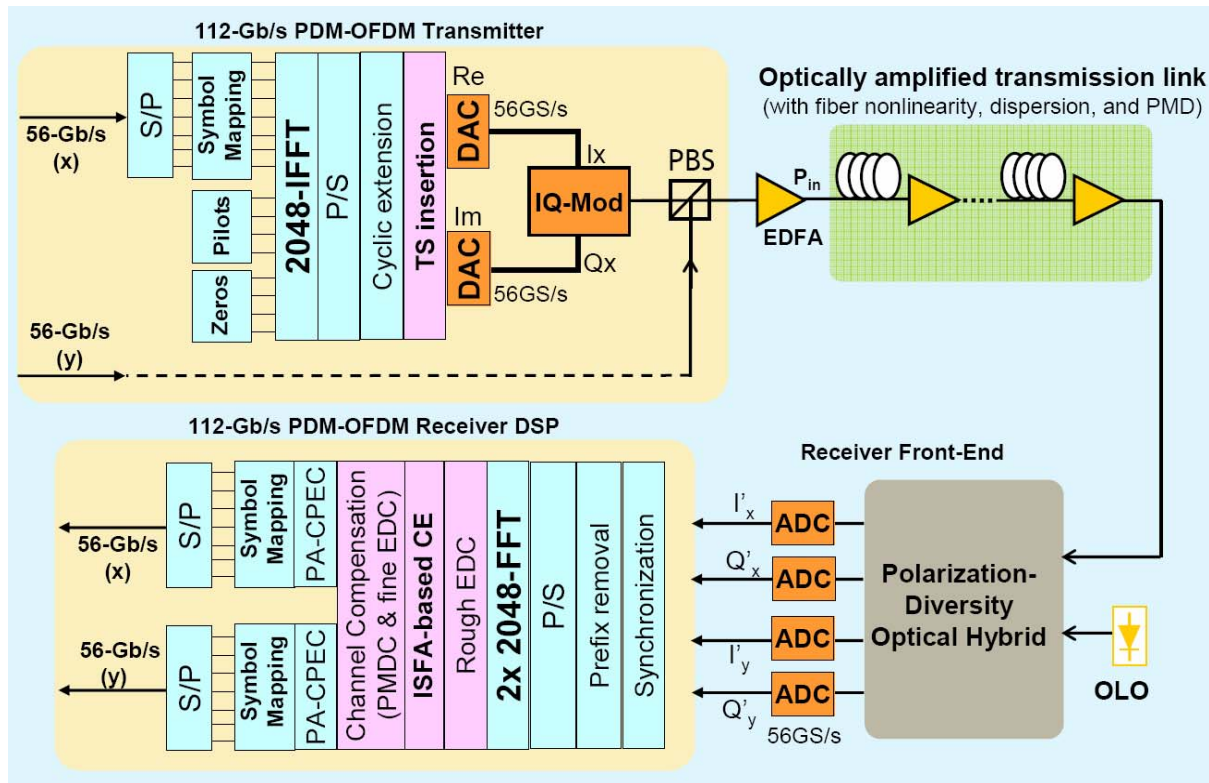 112-Gb/s PDM-OFDM Transmitter
56-Gb/s
(x)
S/P
Symbol
Mapping
Pilots
Zeros
2048-IFFT
P/S
Cyclic extension
TS insertion
Re
DAC
56GS/s
Ix
IQ-Mod
Im
DAC
56GS/s
Qx
PBS
56-Gb/s
(y)
EDFA
Pin
Optically amplified transmission link
(with fiber nonlinearity, dispersion, and PMD)
112-Gb/s PDM-OFDM Receiver DSP
56-Gb/s
(x)
S/P
Symbol
Mapping
PA-CPEC
56-Gb/s
(y)
S/P
Symbol
Mapping
PA-CPEC
Channel Compensation
(PMDC & fine EDC)
ISFA-based CE
Rough EDC
2x 2048-FFT
P/S
Prefix removal
Synchronization
Receiver Front-End
I'x
ADC
Q'x
ADC
I'y
ADC
Q'y
ADC
56GS/s
Polarization-
Diversity
Optical Hybrid
OLO